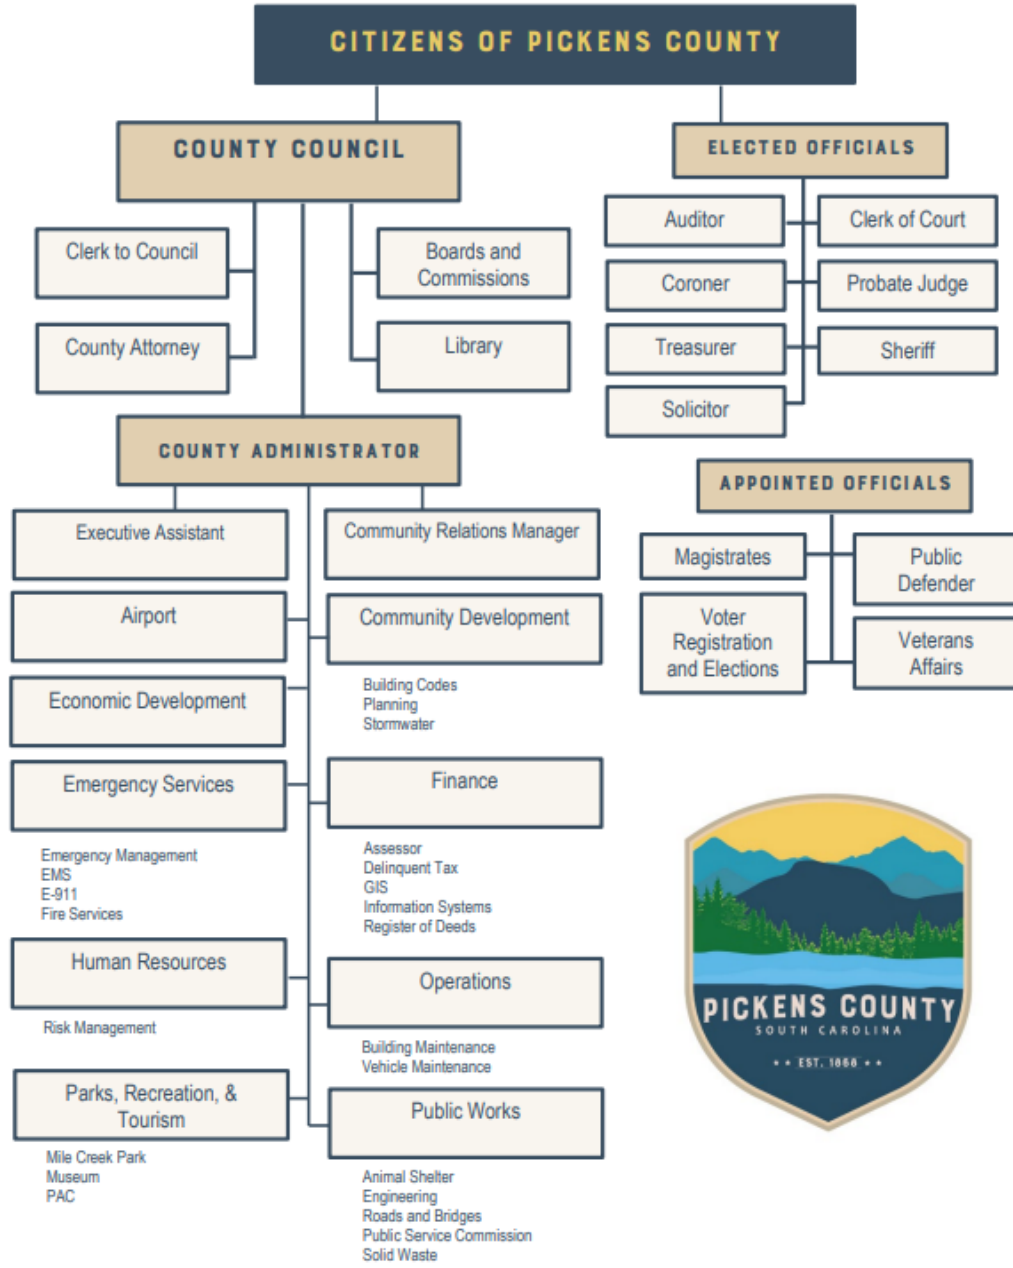 CITIZENS OF PICKENS COUNTY
COUNTY COUNCIL
Clerk to Council
County Attorney
Boards and
Commissions
Library
ELECTED OFFICIALS
Auditor
Clerk of Court
Coroner
Probate Judge
Treasurer
Sheriff
Solicitor
COUNTY ADMINISTRATOR
Executive Assistant
Community Relations Manager
Airport
Community Development
Building Codes
Planning
Stormwater
Economic Development
Emergency Services
Emergency Management
EMS
E-911
Fire Services
Finance
Assessor
Delinquent Tax
GIS
Information Systems
Register of Deeds
Human Resources
Risk Management
Operations
Building Maintenance
Vehicle Maintenance
Parks, Recreation, &
Tourism
Mile Creek Park
Museum
PAC
Public Works
Animal Shelter
Engineering
Roads and Bridges
Public Service Commission
Solid Waste
APPOINTED OFFICIALS
Magistrates
Public
Defender
Voter
Registration
and Elections
Veterans
Affairs
PICKENS COUNTY
SOUTH CAROLINA
EST. 1868